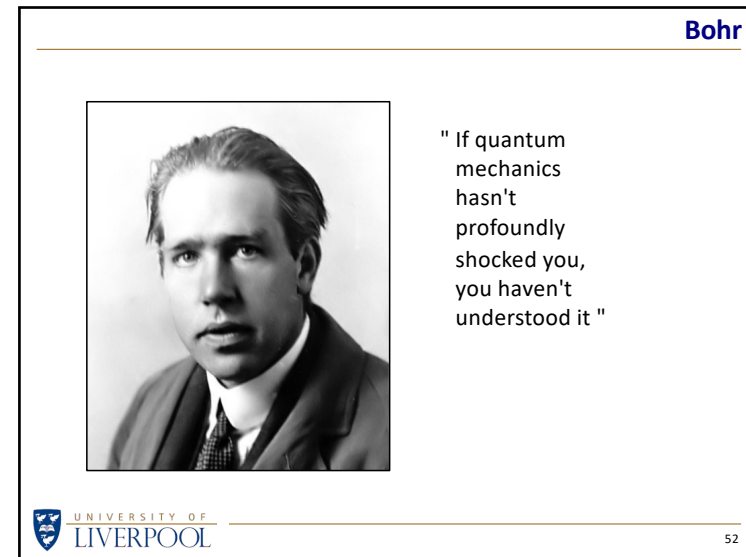 Bohr
" If quantum
mechanics
hasn't
profoundly
shocked you,
you haven't
understood it "
UNIVERSITY OF
LIVERPOOL
52